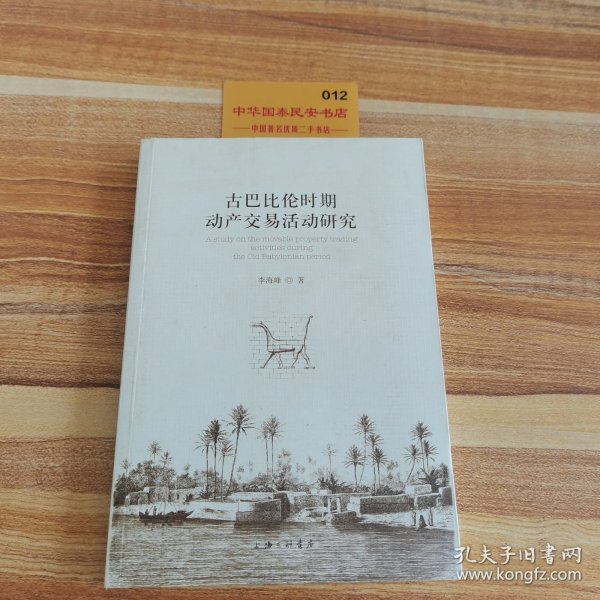 012
中华国泰民安书店
中国著名优质二手书店
古巴比伦时期
动产交易活动研究
A study on the movable property trading
activities during
the Old Babylonian period
李海峰 ◎ 著
上海三联书店
孔夫子旧书网
www.kongfz.com